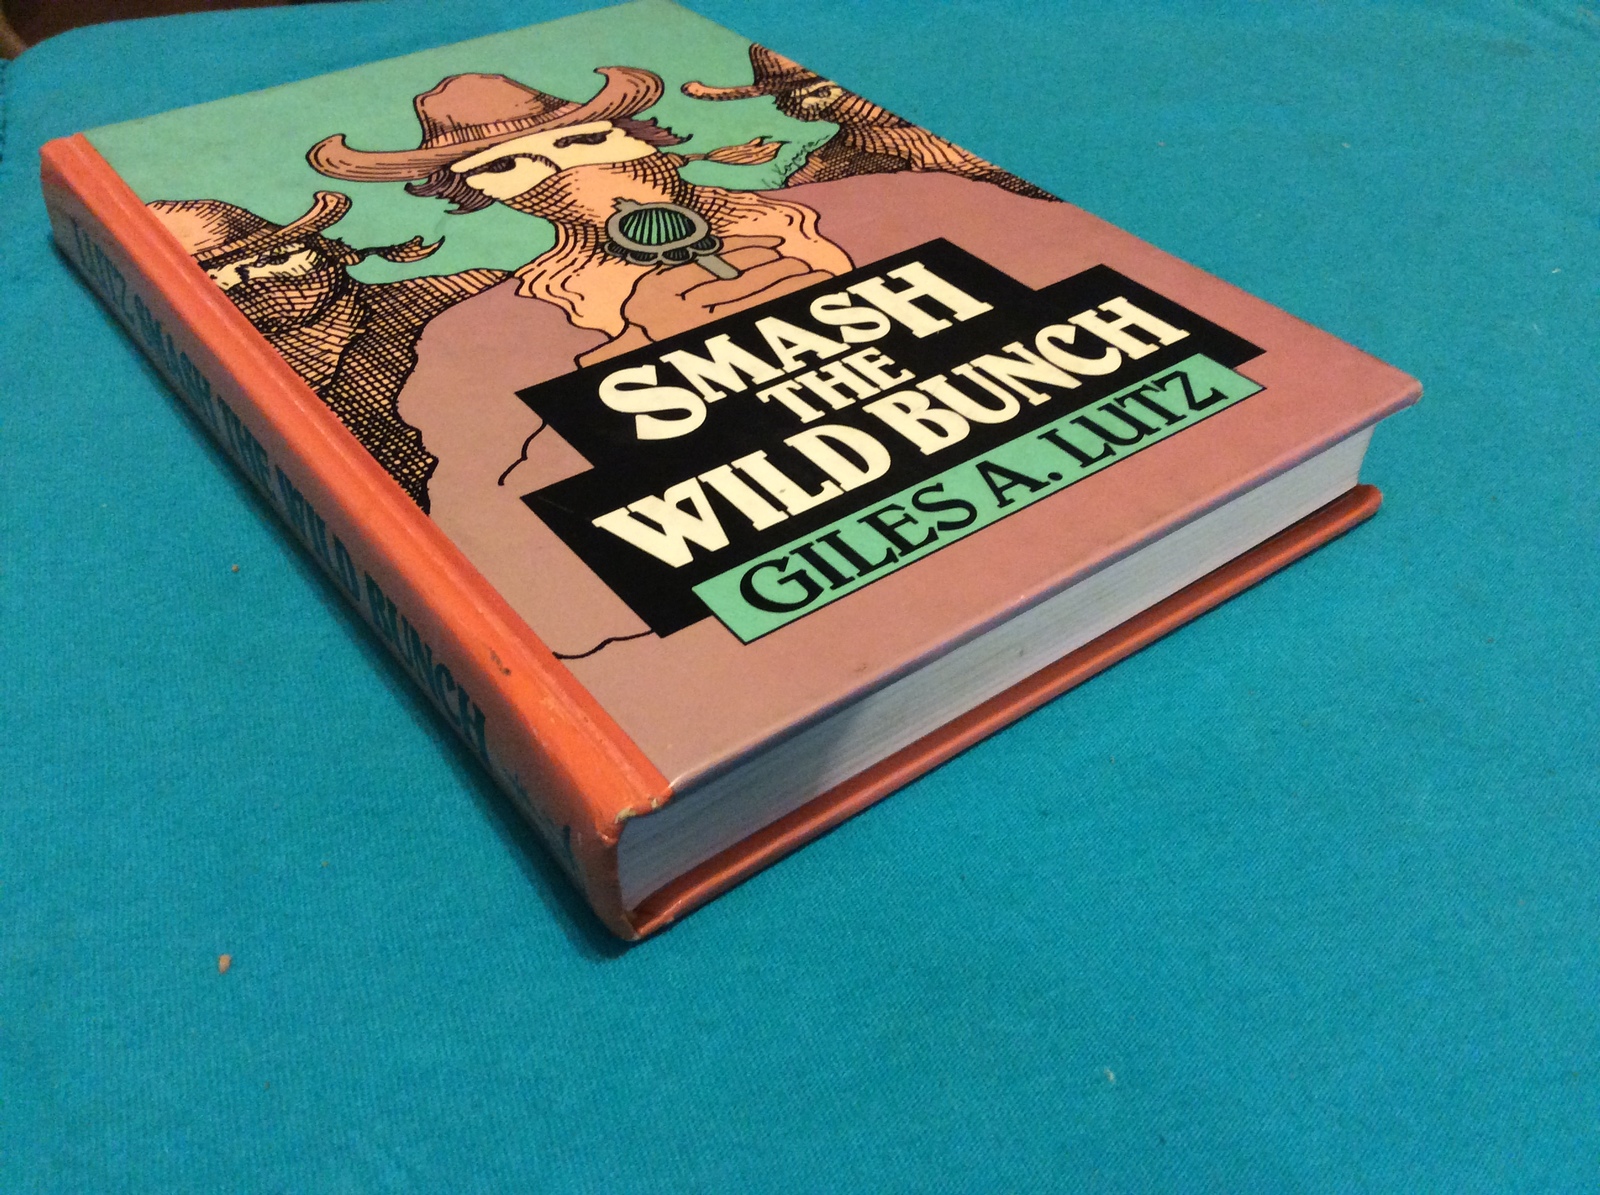 SMASH
THE
WILD BUNCH
GILES A. LUTZ
LUTZ SMASH THE WILD BUNCH